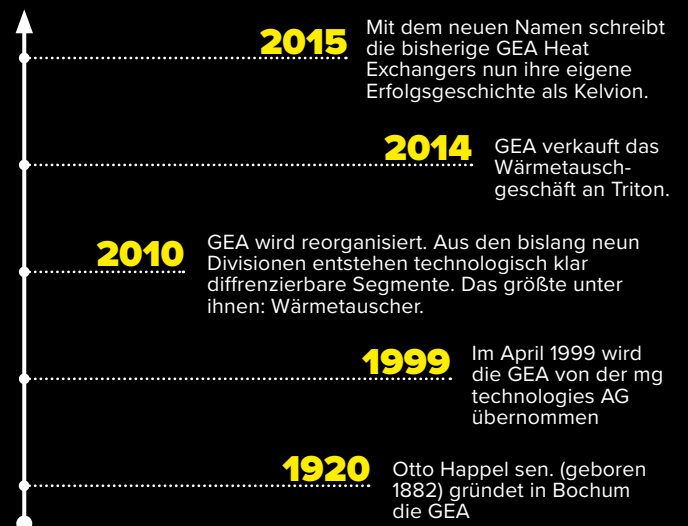 2015
Mit dem neuen Namen schreibt
die bisherige GEA Heat
Exchangers nun ihre eigene
Erfolgsgeschichte als Kelvion.
2014
GEA verkauft das
Wärmetausch-
geschäft an Triton.
2010
GEA wird reorganisiert. Aus den bislang neun
Divisionen entstehen technologisch klar
diffrenzierbare Segmente. Das größte unter
ihnen: Wärmetauscher.
1999
Im April 1999 wird
die GEA von der mg
technologies AG
übernommen
1920
Otto Happel sen. (geboren
1882) gründet in Bochum
die GEA